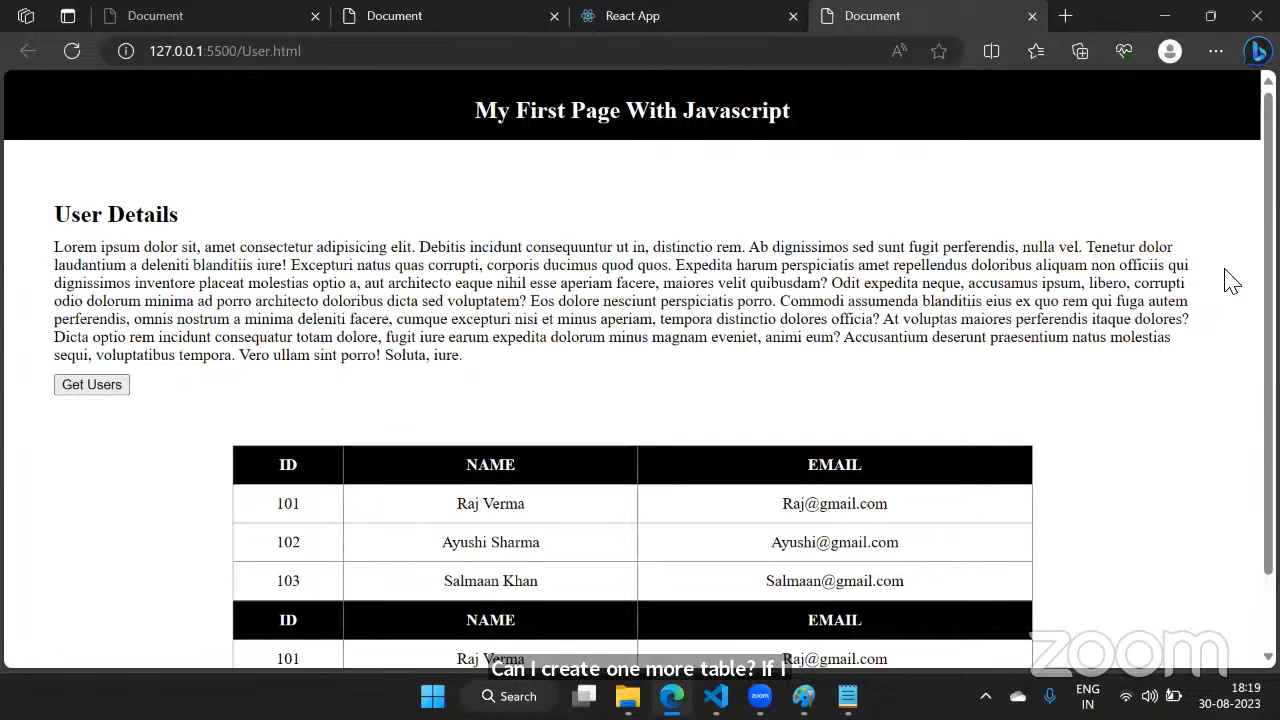 Document
Document
React App
Document
127.0.0.1:5500/User.html
My First Page With Javascript
User Details
Lorem ipsum dolor sit, amet consectetur adipisicing elit. Debitis incidunt consequuntur ut in, distinctio rem. Ab dignissimos sed sunt fugit perferendis, nulla vel. Tenetur dolor
laudantium a deleniti blanditiis iure! Excepturi natus quas corrupti, corporis ducimus quod quos. Expedita harum perspiciatis amet repellendus doloribus aliquam non officiis qui
dignissimos inventore placeat molestias optio a, aut architecto eaque nihil esse aperiam facere, maiores velit quibusdam? Odit expedita neque, accusamus ipsum, libero, corrupti
odio dolorum minima ad porro architecto doloribus dicta sed voluptatem? Eos dolore nesciunt perspiciatis porro. Commodi assumenda blanditiis eius ex quo rem qui fuga autem
perferendis, omnis nostrum a minima deleniti facere, cumque excepturi nisi et minus aperiam, tempora distinctio dolores officia? At voluptas maiores perferendis itaque dolores?
Dicta optio rem incidunt consequatur totam dolore, fugit iure earum expedita dolorum minus magnam eveniet, animi eum? Accusantium deserunt praesentium natus molestias
sequi, voluptatibus tempora. Vero ullam sint porro! Soluta, iure.
Get Users
ID NAME EMAIL
101 Raj Verma Raj@gmail.com
102 Ayushi Sharma Ayushi@gmail.com
103 Salmaan Khan Salmaan@gmail.com
ID NAME EMAIL
101 Raj Verma Raj@gmail.com
zoom
Can I create one more table? If I
Search
zoom
ENG
IN
18:19
30-08-2023